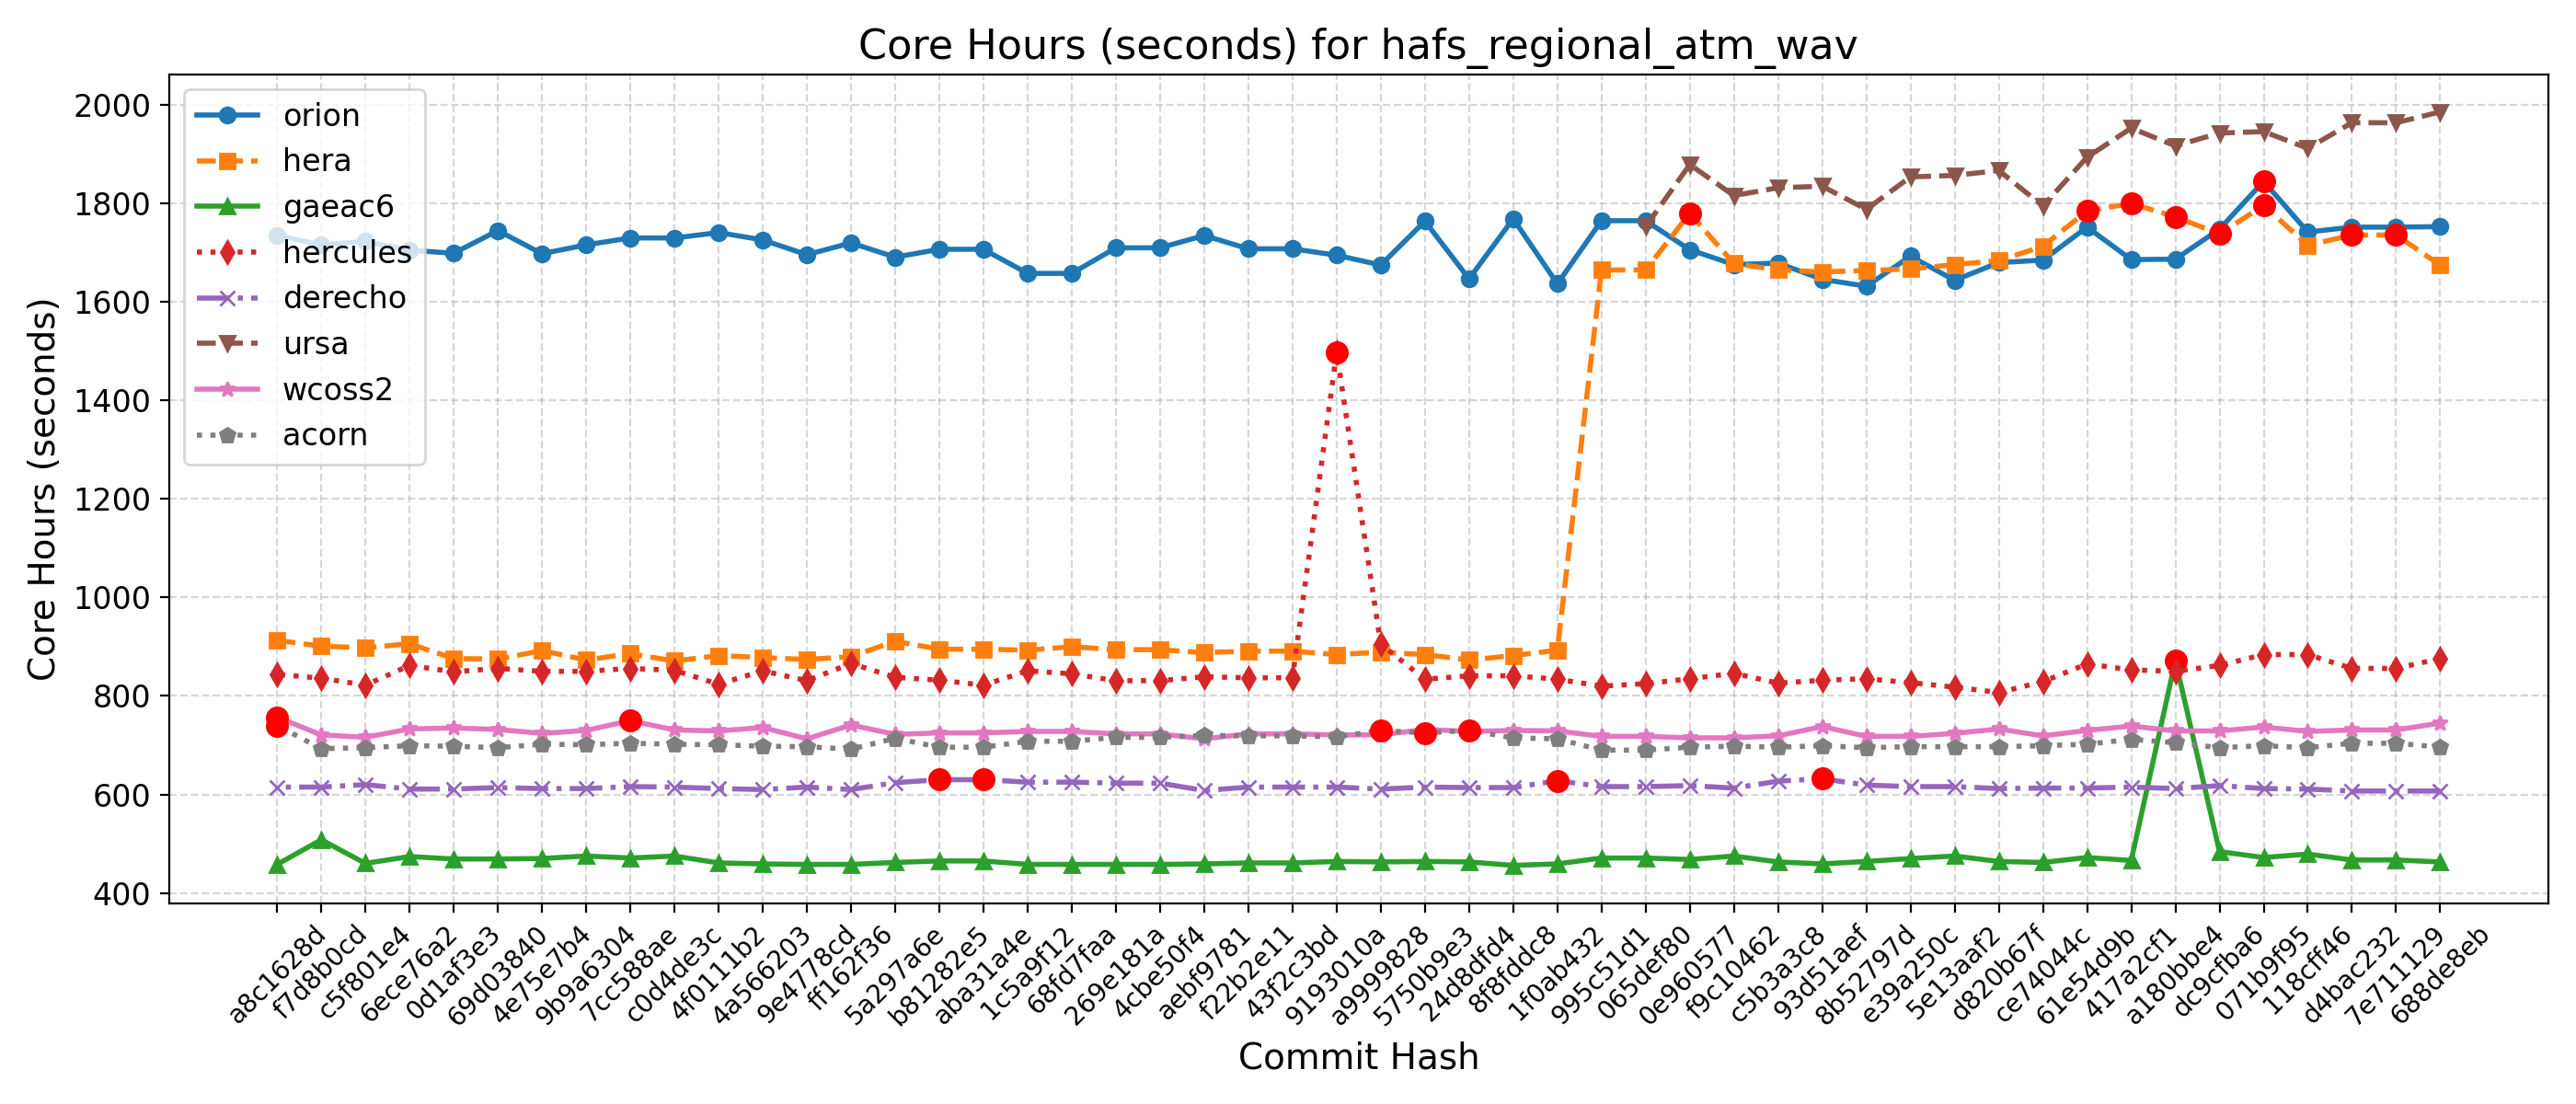 Core Hours (seconds) for hafs_regional_atm_wav
Core Hours (seconds)
2000
1800
1600
1400
1200
1000
800
600
400
orion
hera
gaeac6
hercules
derecho
ursa
wcoss2
acorn
a8c1628d
f7d8b0cd
c5f801e4
6ece76a2
0d1af3e3
69d03840
4e75e7b4
9b9a6304
7cc588ae
c0d4de3c
4f0111b2
4a566203
9e4778cd
ff162f36
5a297a6e
b81282e5
aba31a4e
1c5a9f12
68fd7faa
269e181a
4cbe50f4
aebf9781
f22b2e11
43f2c3bd
9193010a
a9999828
5750b9e3
24d8dfd4
8f8fddc8
1f0ab432
995c51d1
065def80
0e960577
f9c10462
c5b3a3c8
93d51aef
8b52797d
e39a250c
5e13aaf2
d820b67f
ce74044c
61e54d9b
417a2cf1
a180bbe4
dc9cfba6
071b9f95
118cff46
d4bac232
7e711129
688de8eb
Commit Hash